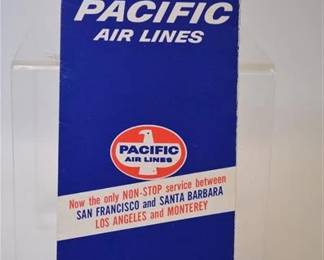 PACIFIC
AIR LINES
PACIFIC
AIR LINES
Now the only NON-STOP service between
SAN FRANCISCO and SANTA BARBARA
LOS ANGELES and MONTEREY